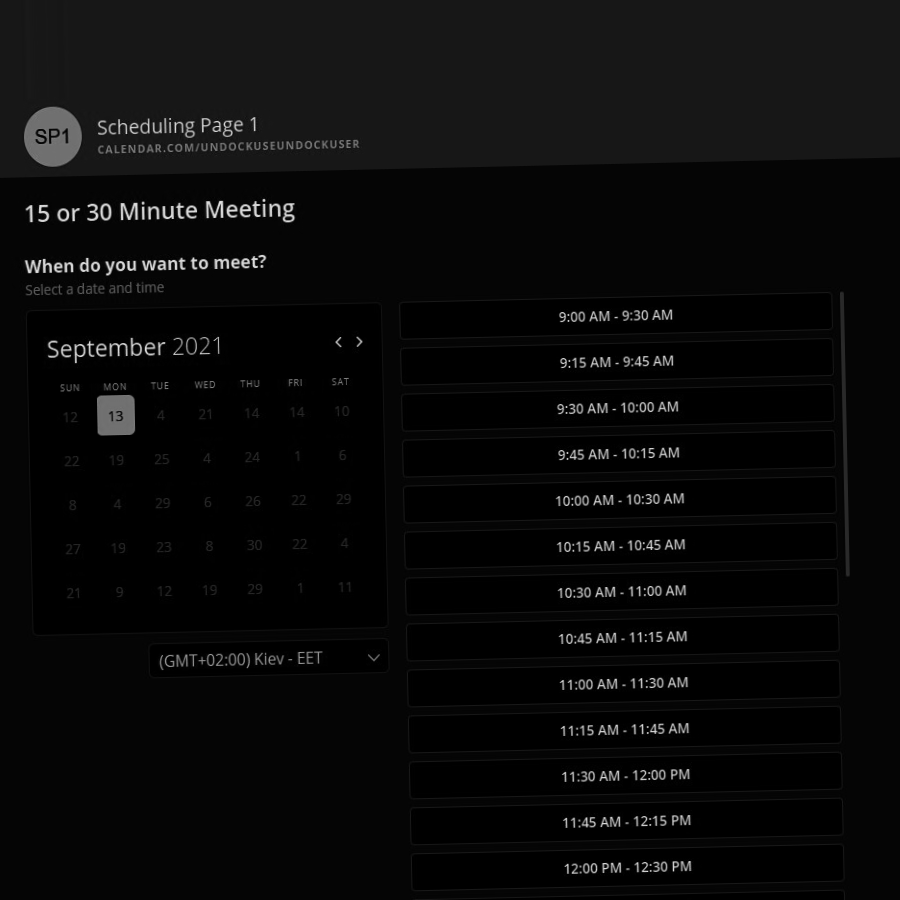 SP1
Scheduling Page 1
CALENDAR.COM/UNDOCKUSEUNDOCKUSER
15 or 30 Minute Meeting
When do you want to meet?
Select a date and time
September 2021
SUN MON TUE WED THU FRI SAT
12 13 4 21 14 14 10
22 19 25 4 24 1 6
8 4 29 6 26 22 29
27 19 23 8 30 22 4
21 9 12 19 29 1 11
(GMT+02:00) Kiev - EET
9:00 AM - 9:30 AM
9:15 AM - 9:45 AM
9:30 AM - 10:00 AM
9:45 AM - 10:15 AM
10:00 AM - 10:30 AM
10:15 AM - 10:45 AM
10:30 AM - 11:00 AM
10:45 AM - 11:15 AM
11:00 AM - 11:30 AM
11:15 AM - 11:45 AM
11:30 AM - 12:00 PM
11:45 AM - 12:15 PM
12:00 PM - 12:30 PM